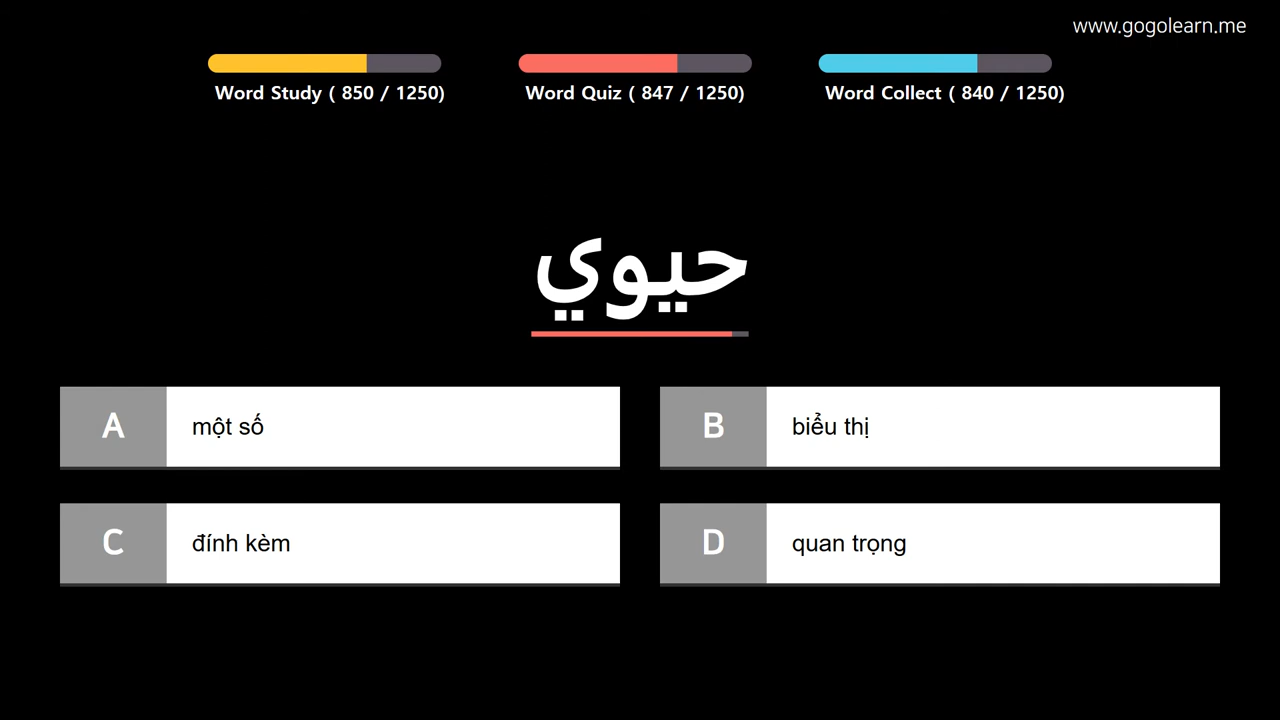 www.gogolearn.me
Word Study ( 850 / 1250)
Word Quiz ( 847 / 1250)
Word Collect ( 840 / 1250)
حيوي
A
một số
B
biểu thị
C
đính kèm
D
quan trọng